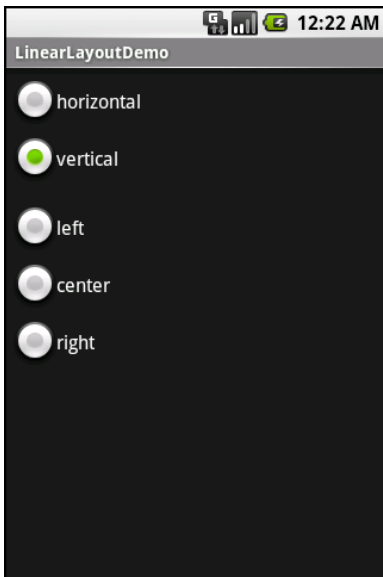 G 12:22 AM
LinearLayoutDemo
horizontal
vertical
left
center
right